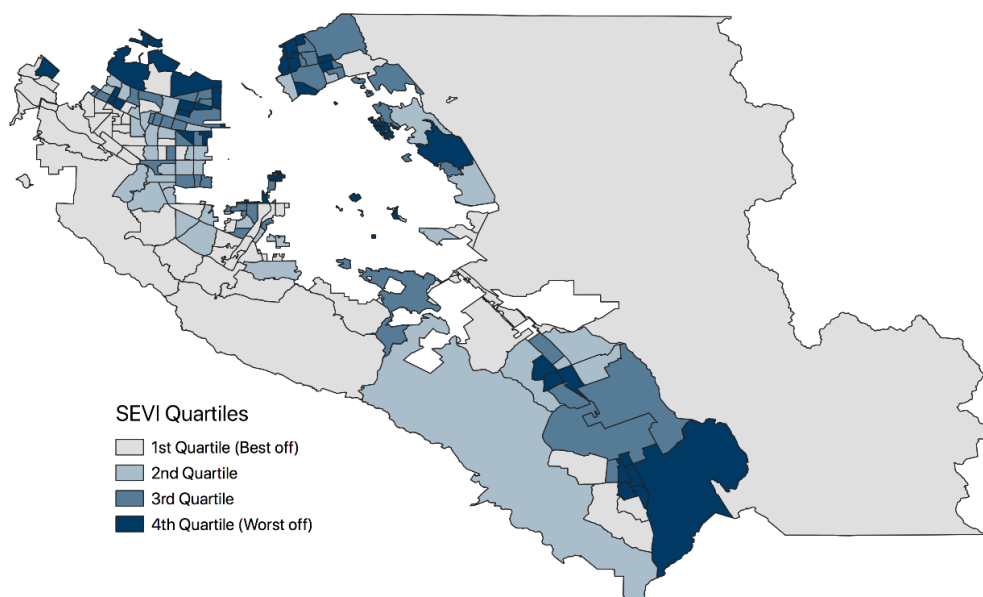 SEVI Quartiles
1st Quartile (Best off)
2nd Quartile
3rd Quartile
4th Quartile (Worst off)